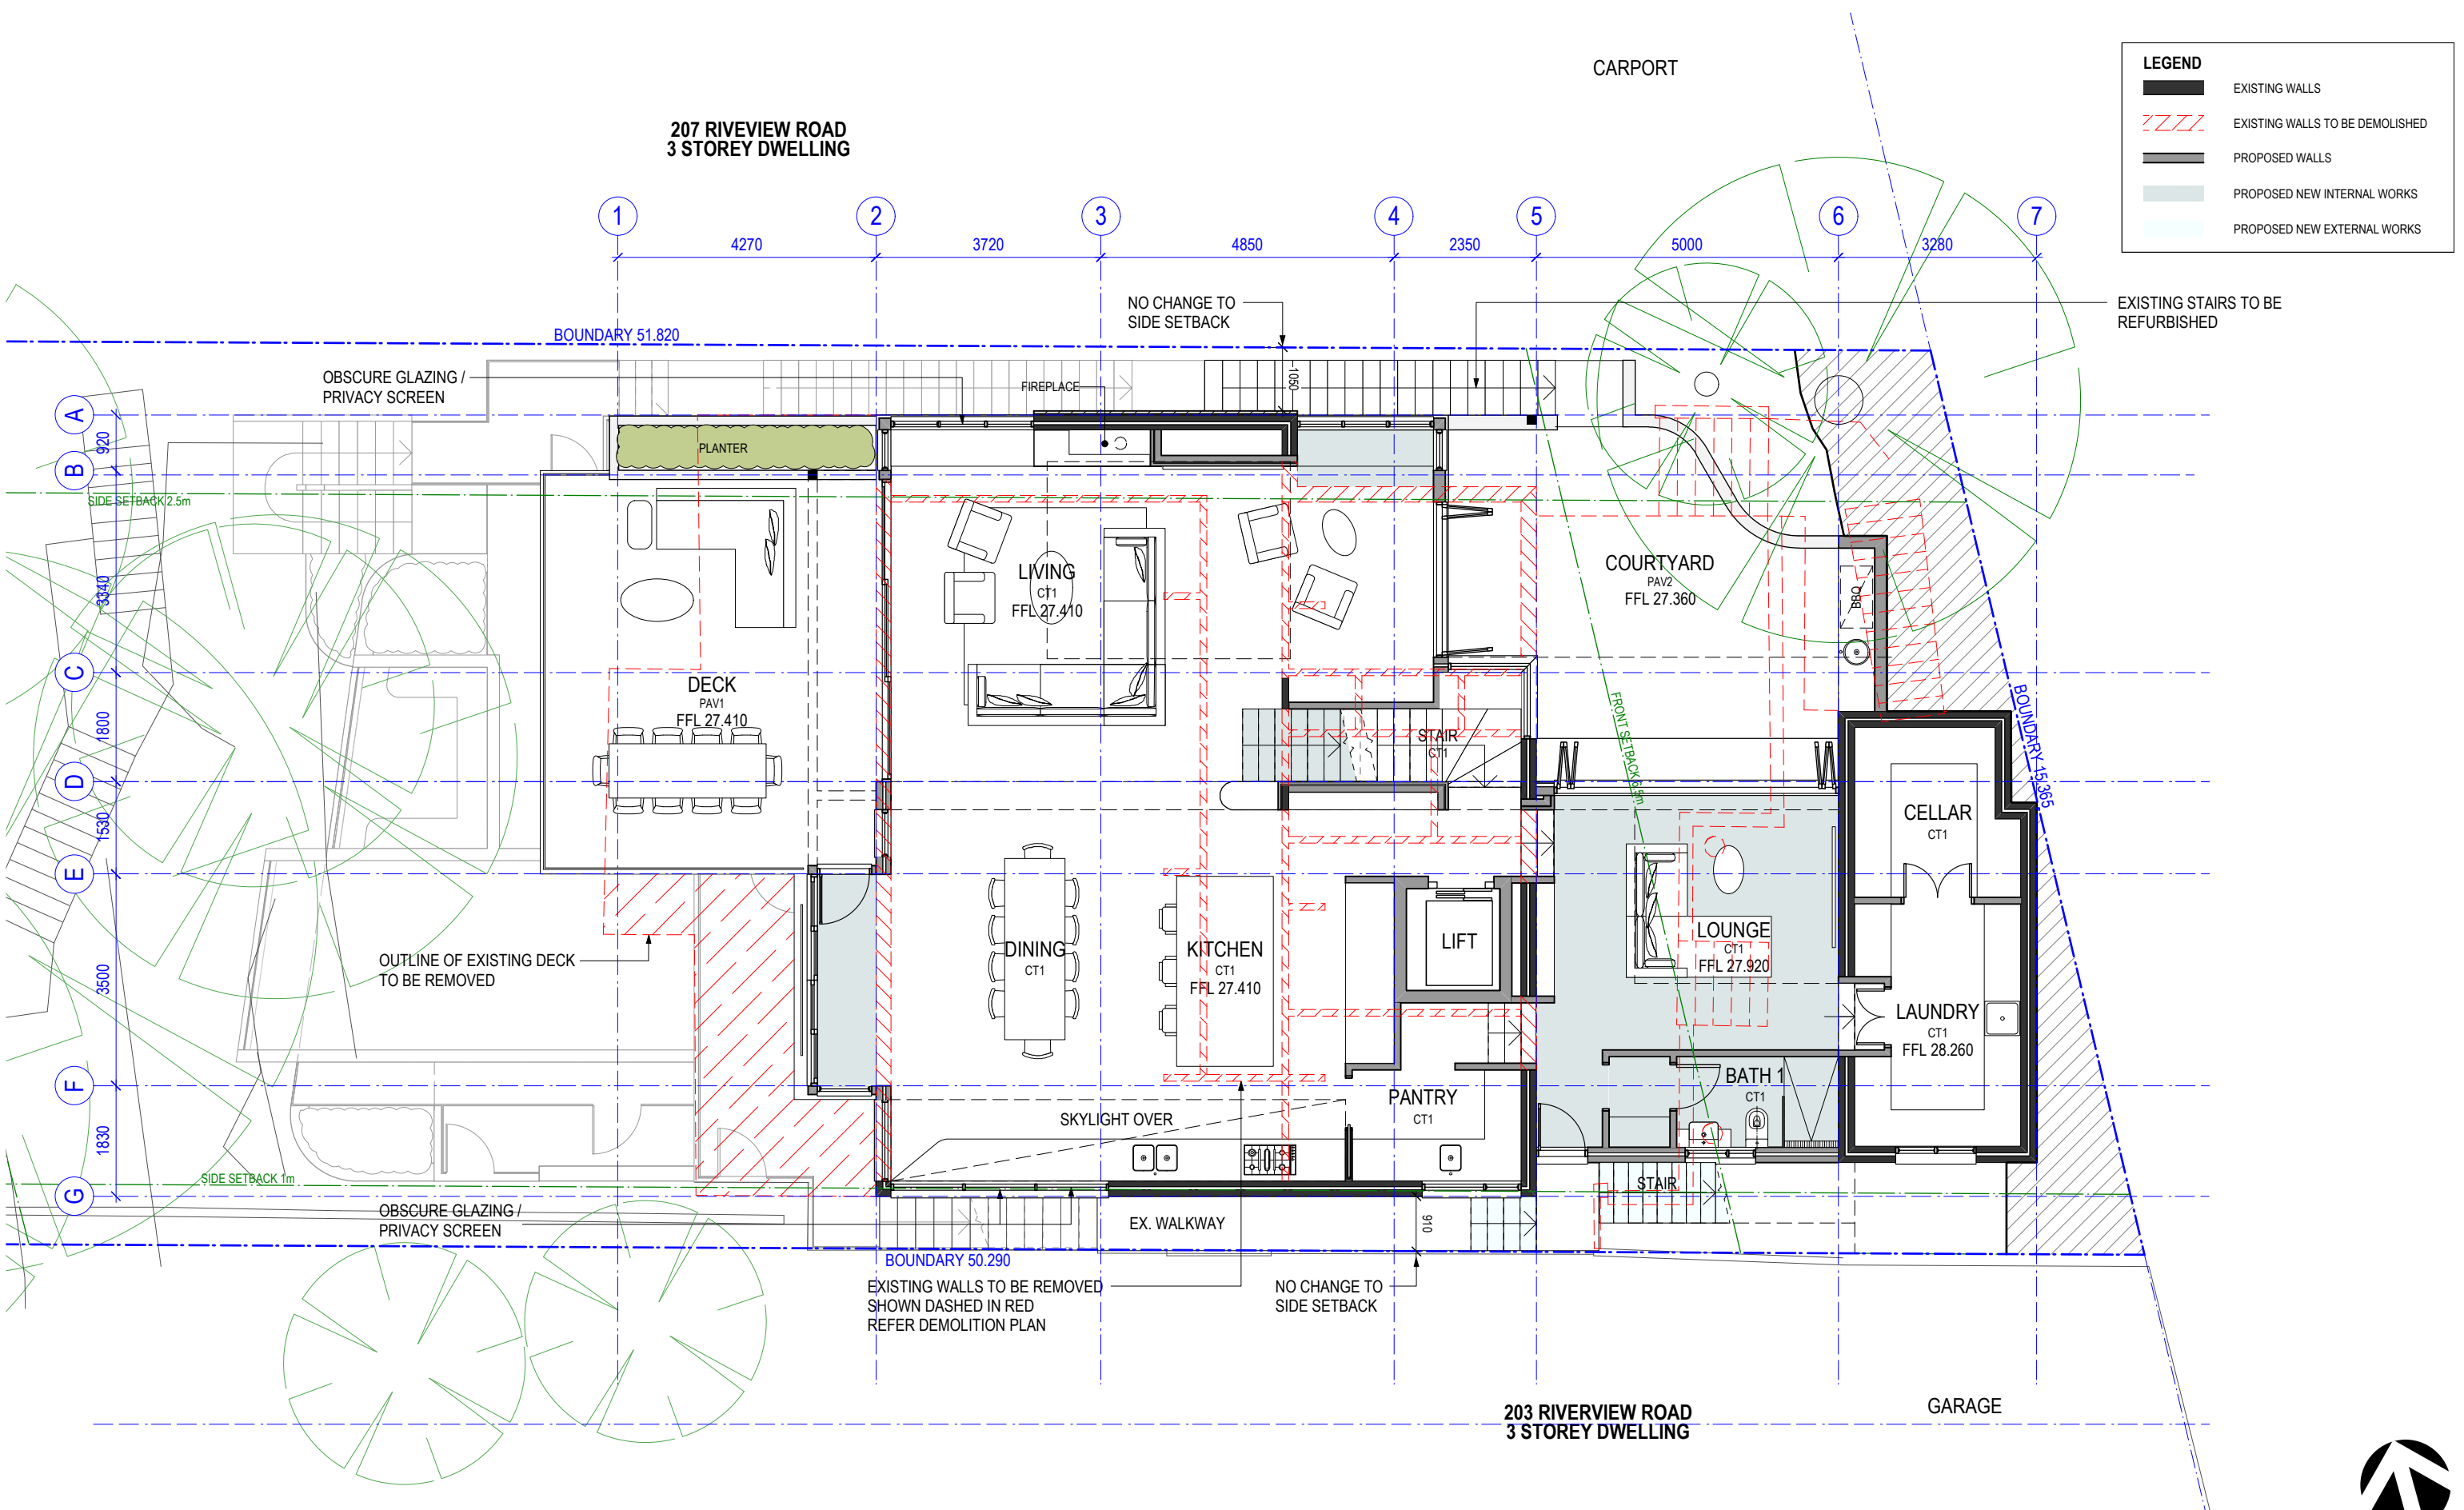 CARPORT
LEGEND
EXISTING WALLS
EXISTING WALLS TO BE DEMOLISHED
PROPOSED WALLS
PROPOSED NEW INTERNAL WORKS
PROPOSED NEW EXTERNAL WORKS
207 RIVEVIEW ROAD
3 STOREY DWELLING
1
2
3
4
5
6
7
4270
3720
4850
2350
5000
3280
NO CHANGE TO
SIDE SETBACK
EXISTING STAIRS TO BE
REFURBISHED
BOUNDARY 51.820
OBSCURE GLAZING /
PRIVACY SCREEN
FIREPLACE
1050
A
920
B
PLANTER
SIDE SETBACK 2.5m
3340
LIVING
CT1
FFL 27.410
COURTYARD
PAV2
FFL 27.360
BBQ
C
DECK
PAV1
FFL 27.410
1800
STAIR
CT1
FRONT SETBACK 6.5m
BOUNDARY 15.365
D
1530
CELLAR
CT1
E
OUTLINE OF EXISTING DECK
TO BE REMOVED
3500
DINING
CT1
KITCHEN
CT1
FFL 27.410
LIFT
LOUNGE
CT1
FFL 27.920
LAUNDRY
CT1
FFL 28.260
F
BATH 1
CT1
PANTRY
CT1
SKYLIGHT OVER
1830
SIDE SETBACK 1m
G
STAIR
OBSCURE GLAZING /
PRIVACY SCREEN
EX. WALKWAY
910
BOUNDARY 50.290
EXISTING WALLS TO BE REMOVED
SHOWN DASHED IN RED
REFER DEMOLITION PLAN
NO CHANGE TO
SIDE SETBACK
203 RIVERVIEW ROAD
3 STOREY DWELLING
GARAGE